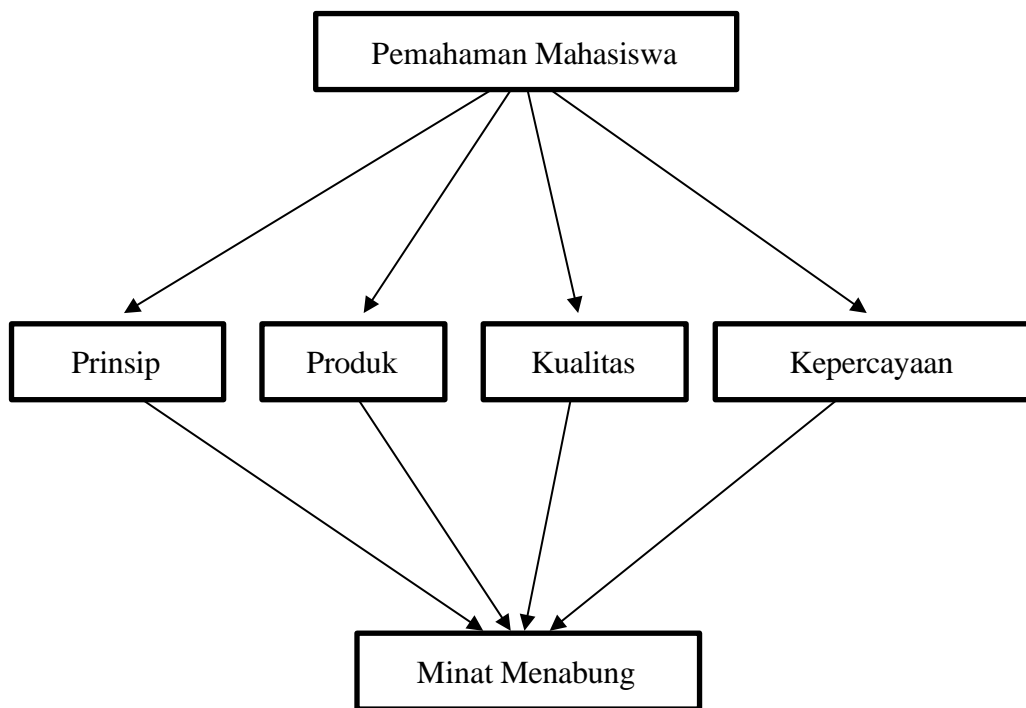 Pemahaman Mahasiswa
Prinsip
Produk
Kualitas
Kepercayaan
Minat Menabung